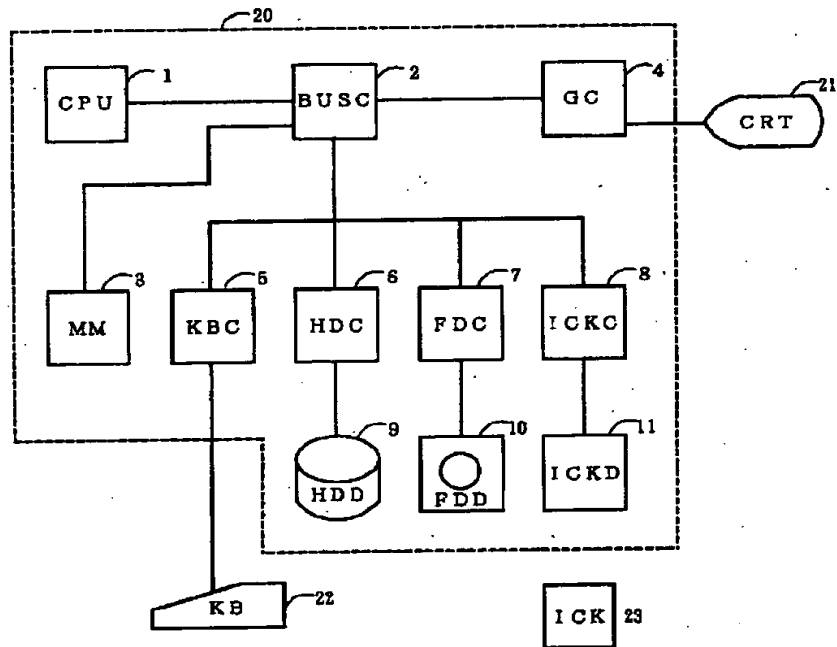 20
CPU 1
BUSC 2
GC 4
CRT 21
MM 3
KBC 5
HDC 6
FDC 7
ICKC 8
HDD 9
FDD 10
ICKD 11
KB 22
ICK 23